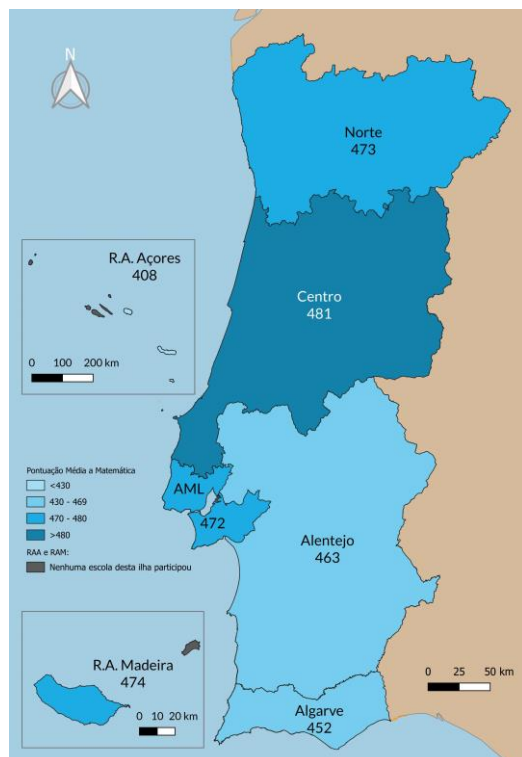 N
Norte
473
R.A. Açores
408
0 100 200 km
Centro
481
Pontuação Média a Matemática
<430
430 - 469
470 - 480
>480
RAA e RAM:
Nenhuma escola desta ilha participou
AML
472
Alentejo
463
R.A. Madeira
474
0 10 20 km
0 25 50 km
Algarve
452